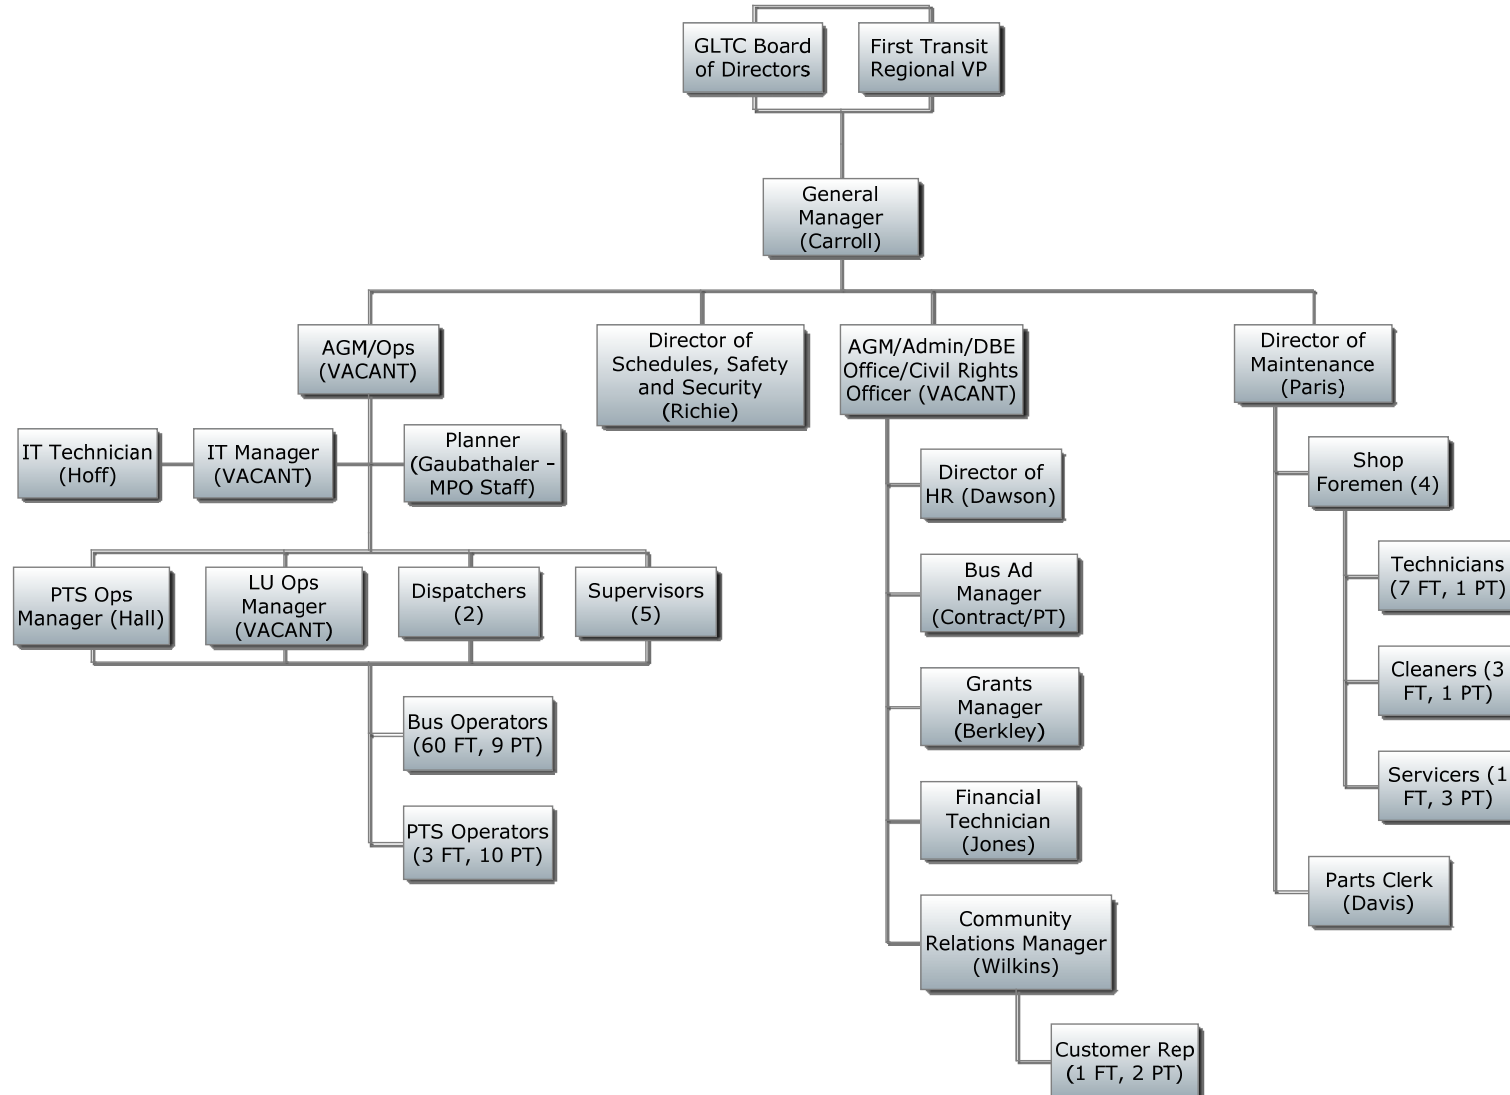 GLTC Board
of Directors
First Transit
Regional VP
General
Manager
(Carroll)
AGM/Ops
(VACANT)
Director of
Schedules, Safety
and Security
(Richie)
AGM/Admin/DBE
Office/Civil Rights
Officer (VACANT)
Director of
Maintenance
(Paris)
IT Technician
(Hoff)
IT Manager
(VACANT)
Planner
(Gaubathaler -
MPO Staff)
PTS Ops
Manager (Hall)
LU Ops
Manager
(VACANT)
Dispatchers
(2)
Supervisors
(5)
Bus Operators
(60 FT, 9 PT)
PTS Operators
(3 FT, 10 PT)
Director of
HR (Dawson)
Bus Ad
Manager
(Contract/PT)
Grants
Manager
(Berkley)
Financial
Technician
(Jones)
Community
Relations Manager
(Wilkins)
Customer Rep
(1 FT, 2 PT)
Shop
Foremen (4)
Technicians
(7 FT, 1 PT)
Cleaners (3
FT, 1 PT)
Servicers (1
FT, 3 PT)
Parts Clerk
(Davis)